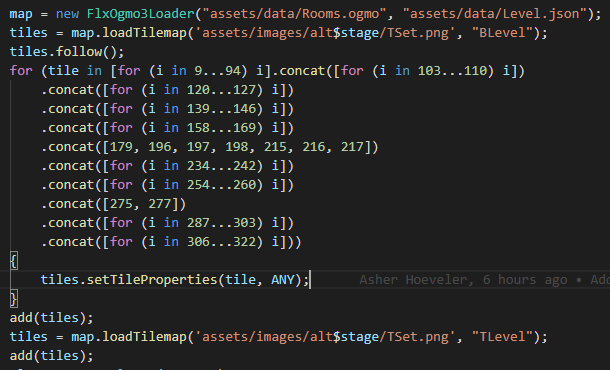 map = new FlxOgmo3Loader("assets/data/Rooms.ogmo", "assets/data/Level.json");
tiles = map.loadTilemap('assets/images/alt$stage/TSet.png', "BLevel");
tiles.follow();
for (tile in [for (i in 9...94) i].concat([for (i in 103...110) i])
    .concat([for (i in 120...127) i])
    .concat([for (i in 139...146) i])
    .concat([for (i in 158...169) i])
    .concat([179, 196, 197, 198, 215, 216, 217])
    .concat([for (i in 234...242) i])
    .concat([for (i in 254...260) i])
    .concat([275, 277])
    .concat([for (i in 287...303) i])
    .concat([for (i in 306...322) i]))
{
    tiles.setTileProperties(tile, ANY); Asher Hoeveler, 6 hours ago • Add
}
add(tiles);
tiles = map.loadTilemap('assets/images/alt$stage/TSet.png', "TLevel");
add(tiles);